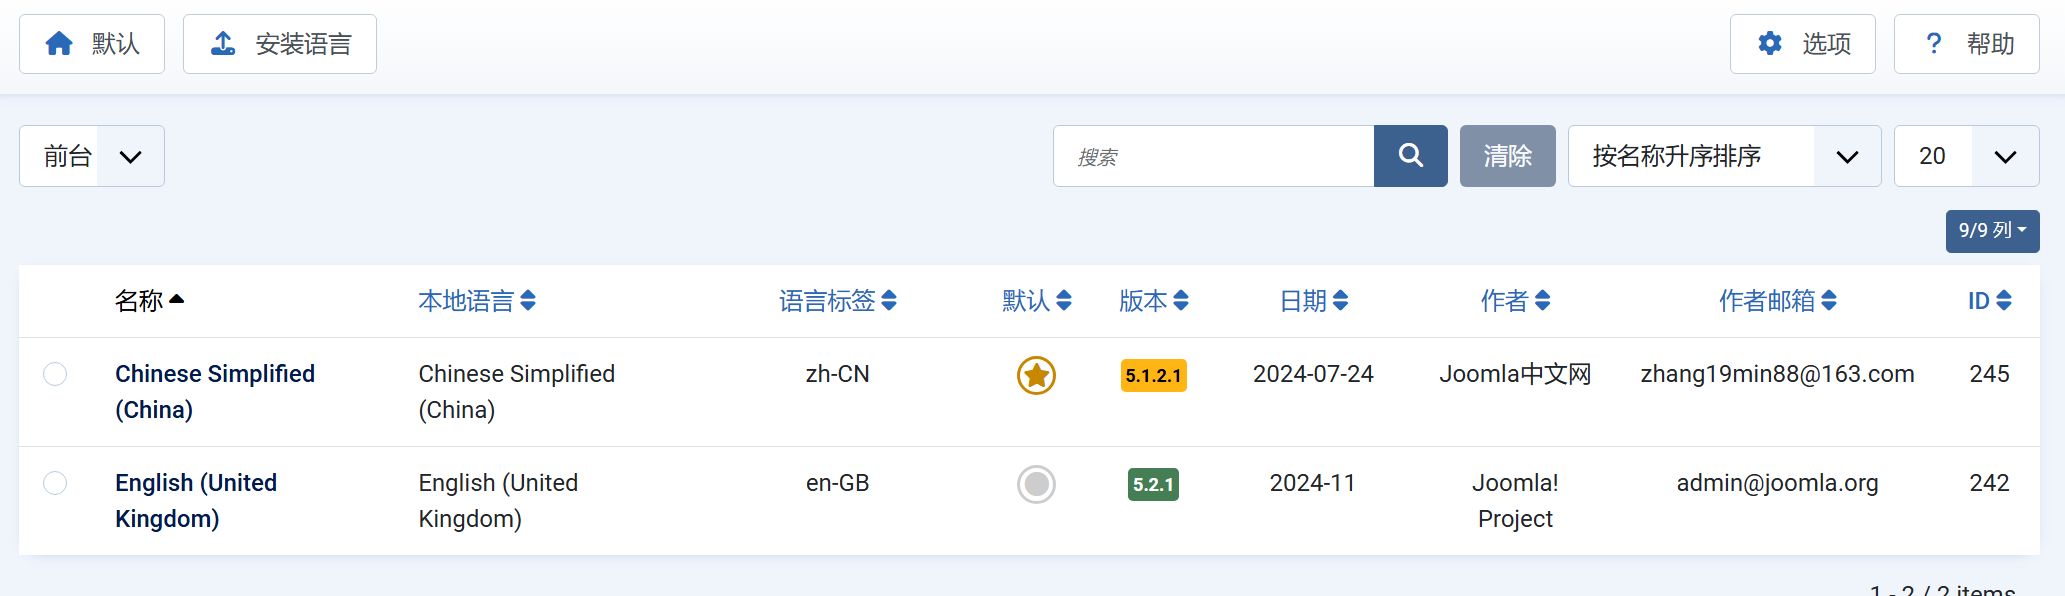 默认 安装语言 选项 ? 帮助
前台 搜索 清除 按名称升序排序 20
9/9 列
名称 本地语言 语言标签 默认 版本 日期 作者 作者邮箱 ID
Chinese Simplified Chinese Simplified zh-CN 5.1.2.1 2024-07-24 Joomla中文网 zhang19min88@163.com 245
(China) (China)
English (United English (United en-GB 5.2.1 2024-11 Joomla! admin@joomla.org 242
Kingdom) Kingdom) Project
1 - 2 / 2 items